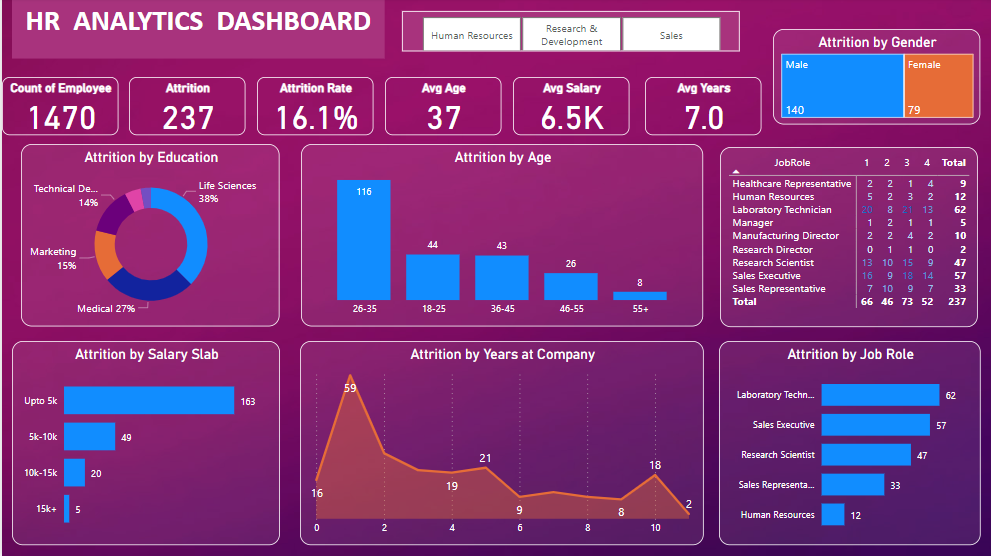 HR ANALYTICS DASHBOARD
Human Resources
Research &
Development
Sales
Attrition by Gender
Male
Female
140
79
Count of Employee
1470
Attrition
237
Attrition Rate
16.1%
Avg Age
37
Avg Salary
6.5K
Avg Years
7.0
Attrition by Education
Life Sciences
38%
Technical De...
14%
Marketing
15%
Medical 27%
Attrition by Age
116
44
43
26
8
26-35
18-25
36-45
46-55
55+
JobRole 1 2 3 4 Total
Healthcare Representative 2 2 1 4 9
Human Resources 5 2 3 2 12
Laboratory Technician 20 8 21 13 62
Manager 1 2 1 1 5
Manufacturing Director 2 2 4 2 10
Research Director 0 1 1 0 2
Research Scientist 13 10 15 9 47
Sales Executive 16 9 18 14 57
Sales Representative 7 10 9 7 33
Total 66 46 73 52 237
Attrition by Salary Slab
Upto 5k 163
5k-10k 49
10k-15k 20
15k+ 5
Attrition by Years at Company
59
16
19
21
9
8
18
2
0 2 4 6 8 10
Attrition by Job Role
Laboratory Techn... 62
Sales Executive 57
Research Scientist 47
Sales Representa... 33
Human Resources 12